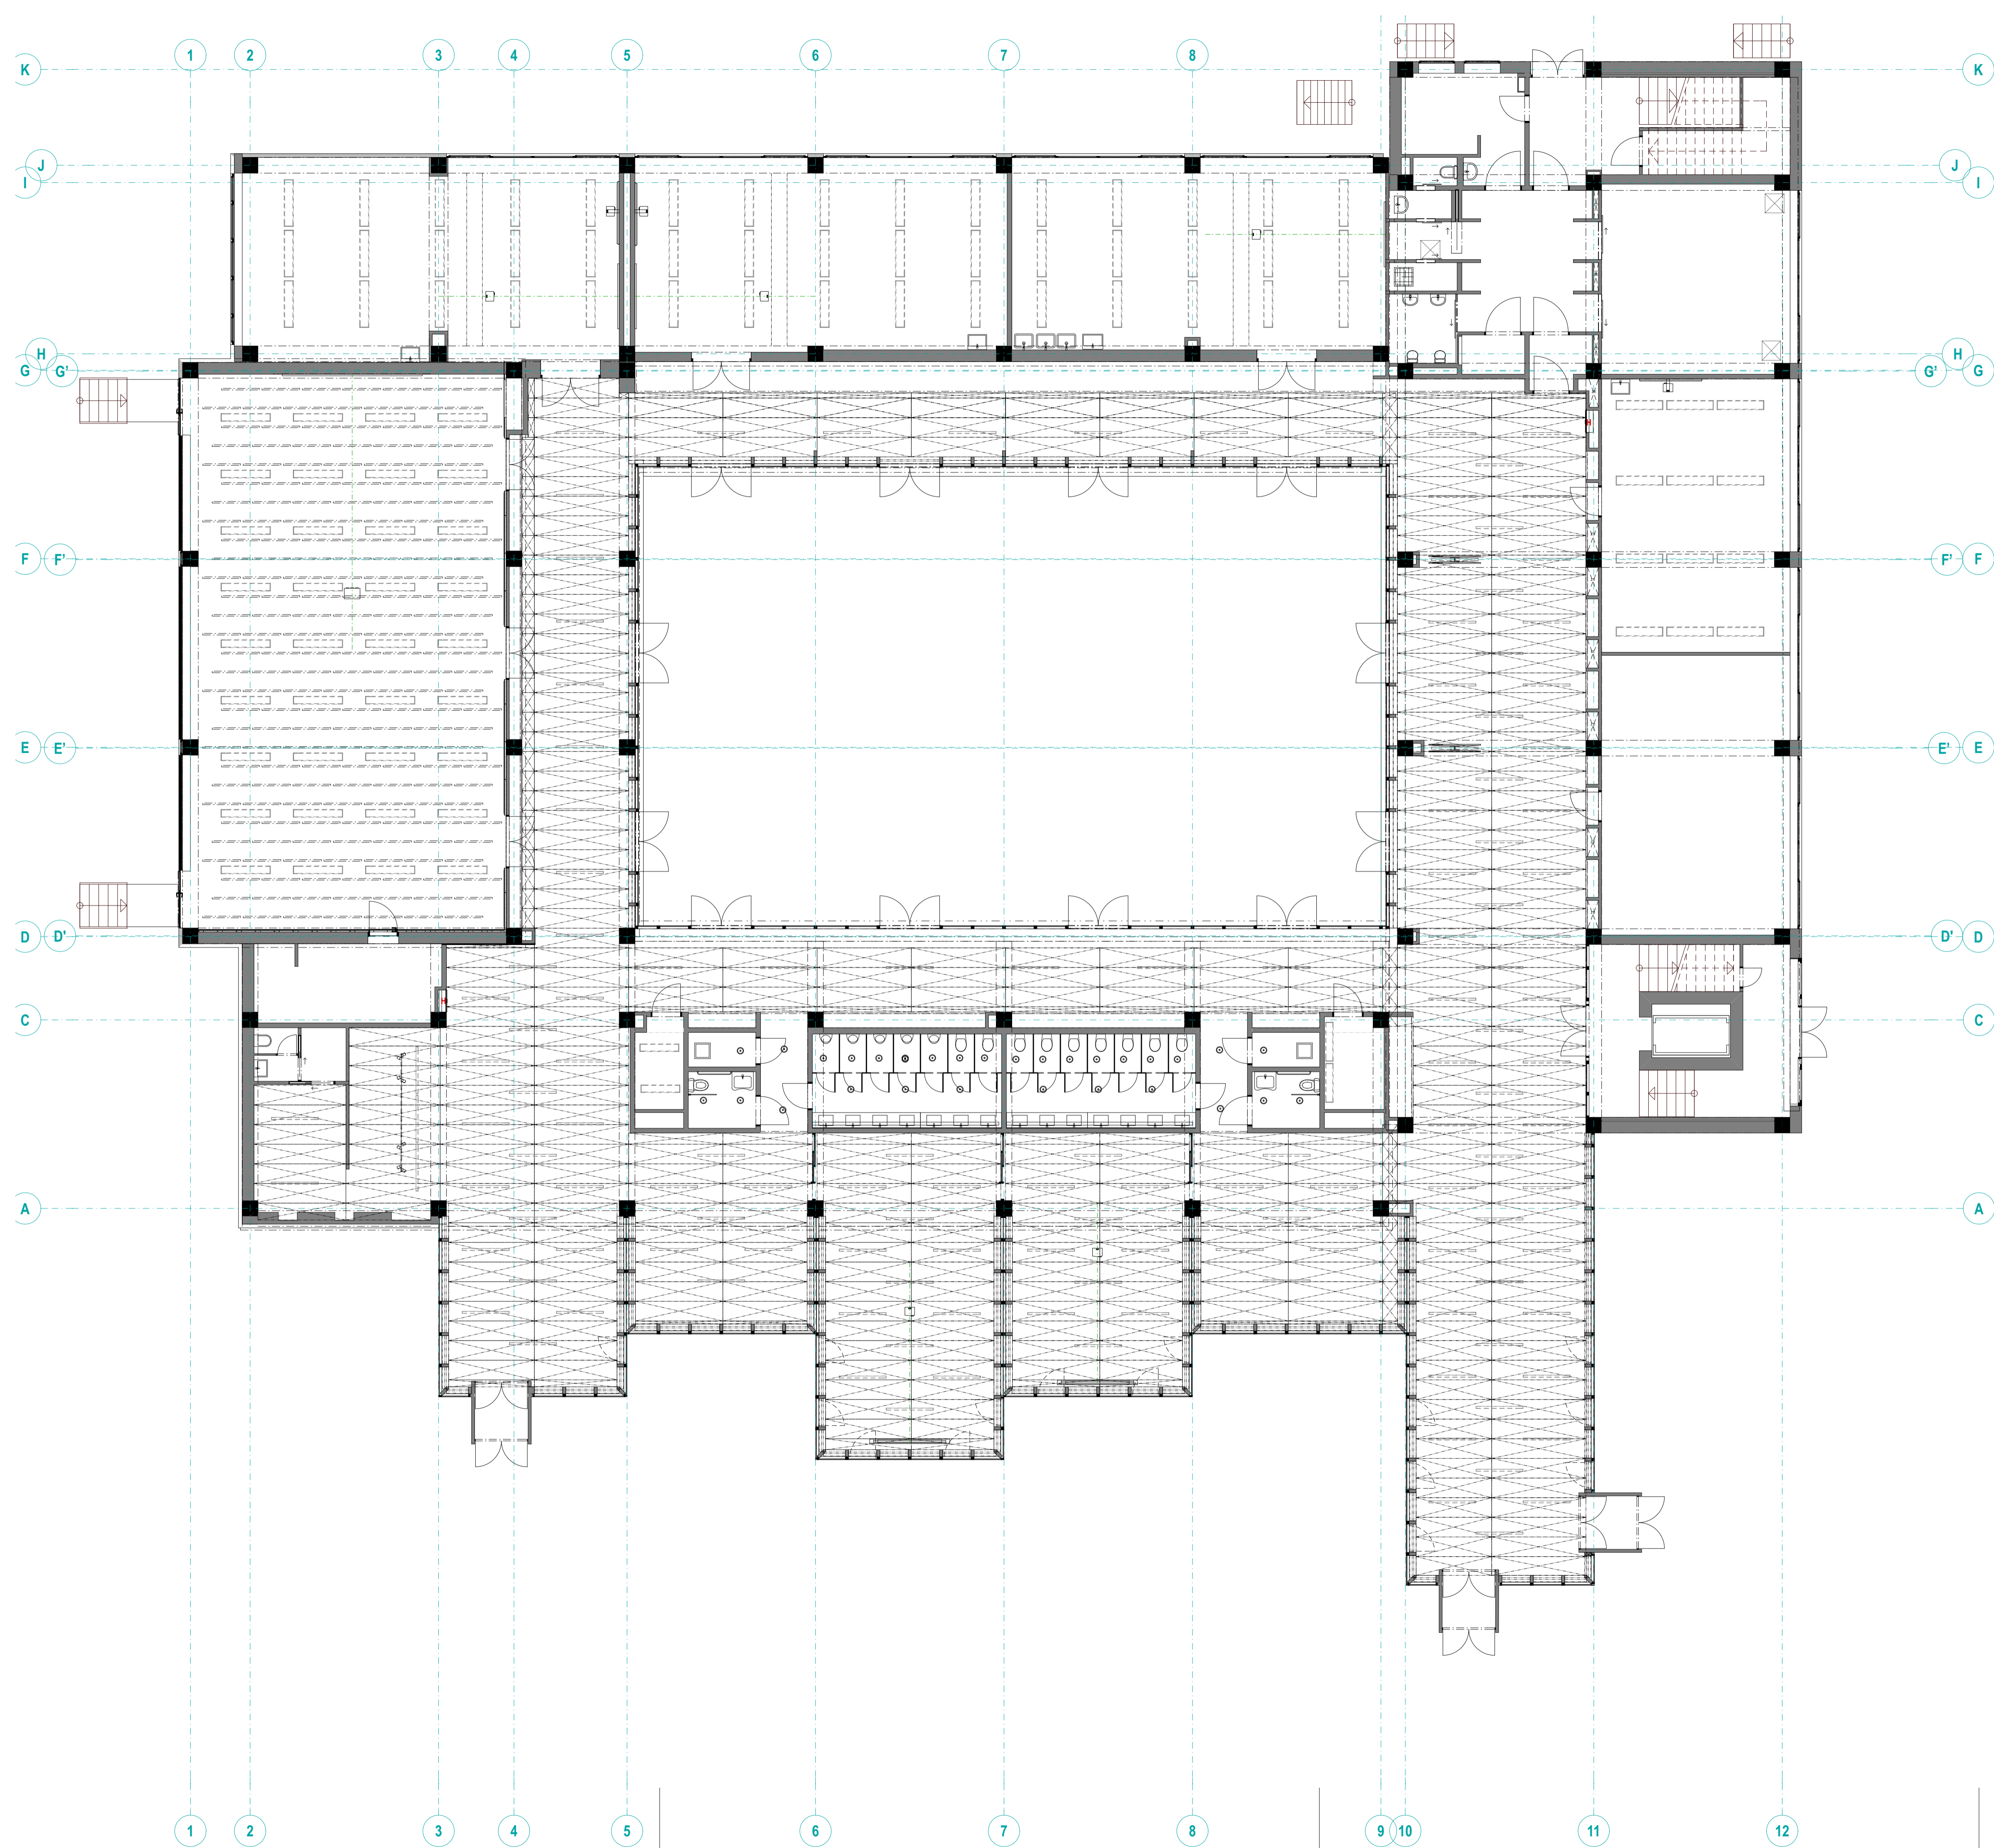 1 2 3 4 5 6 7 8
K K
J J
I I
H H
G G' G' G
H
F F' F' F
E E' E' E
D D' D' D
H
C C
A A
1 2 3 4 5 6 7 8 9 10 11 12